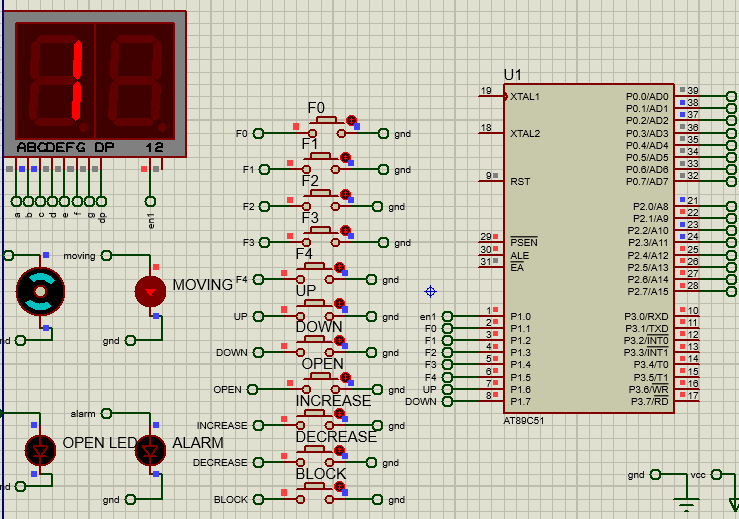 U1
ABCDEFG DP 12
a b c d e f g dp
en1
F0
F0 gnd
F1
F1 gnd
F2
F2 gnd
F3
F3 gnd
F4
F4 gnd
UP
UP gnd
DOWN
DOWN gnd
OPEN
OPEN gnd
INCREASE
INCREASE gnd
DECREASE
DECREASE gnd
BLOCK
BLOCK gnd
moving
MOVING
gnd
OPEN LED
alarm
ALARM
gnd
19 XTAL1
18 XTAL2
9 RST
29 PSEN
30 ALE
31 EA
en1 1 P1.0
F0 2 P1.1
F1 3 P1.2
F2 4 P1.3
F3 5 P1.4
F4 6 P1.5
UP 7 P1.6
DOWN 8 P1.7
P0.0/AD0 39
P0.1/AD1 38
P0.2/AD2 37
P0.3/AD3 36
P0.4/AD4 35
P0.5/AD5 34
P0.6/AD6 33
P0.7/AD7 32
P2.0/A8 21
P2.1/A9 22
P2.2/A10 23
P2.3/A11 24
P2.4/A12 25
P2.5/A13 26
P2.6/A14 27
P2.7/A15 28
P3.0/RXD 10
P3.1/TXD 11
P3.2/INT0 12
P3.3/INT1 13
P3.4/T0 14
P3.5/T1 15
P3.6/WR 16
P3.7/RD 17
AT89C51
gnd
vcc